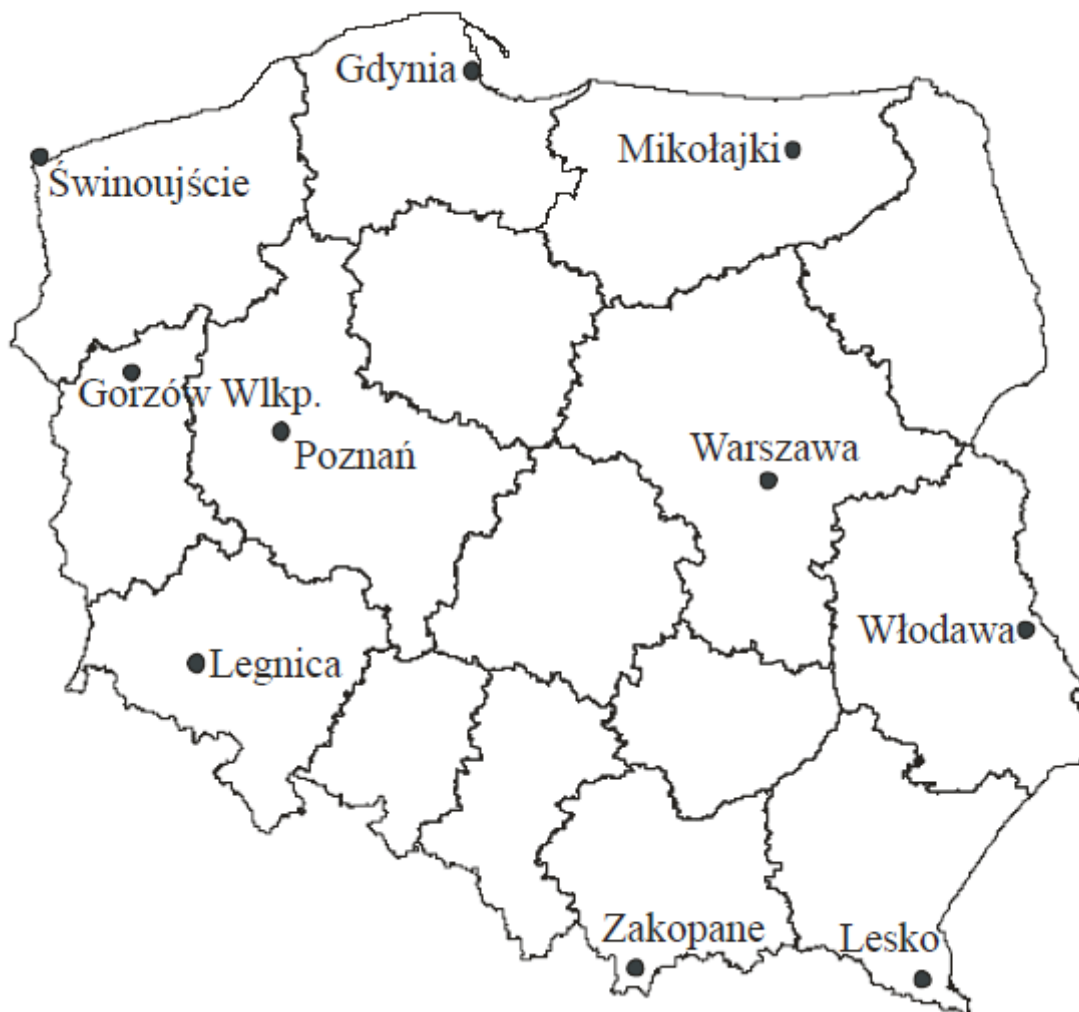 Gdynia
Mikołajki
Świnoujście
Gorzów Wlkp.
Poznań
Warszawa
Włodawa
Legnica
Zakopane
Lesko